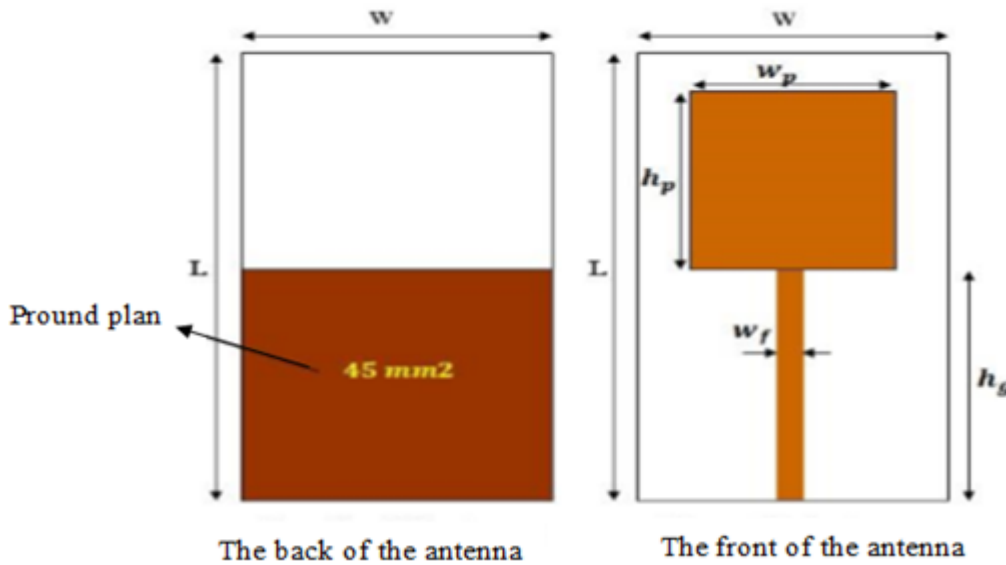 W
W
w_p
h_p
L
L
Pround plan
w_f
45 mm2
h_g
The back of the antenna
The front of the antenna